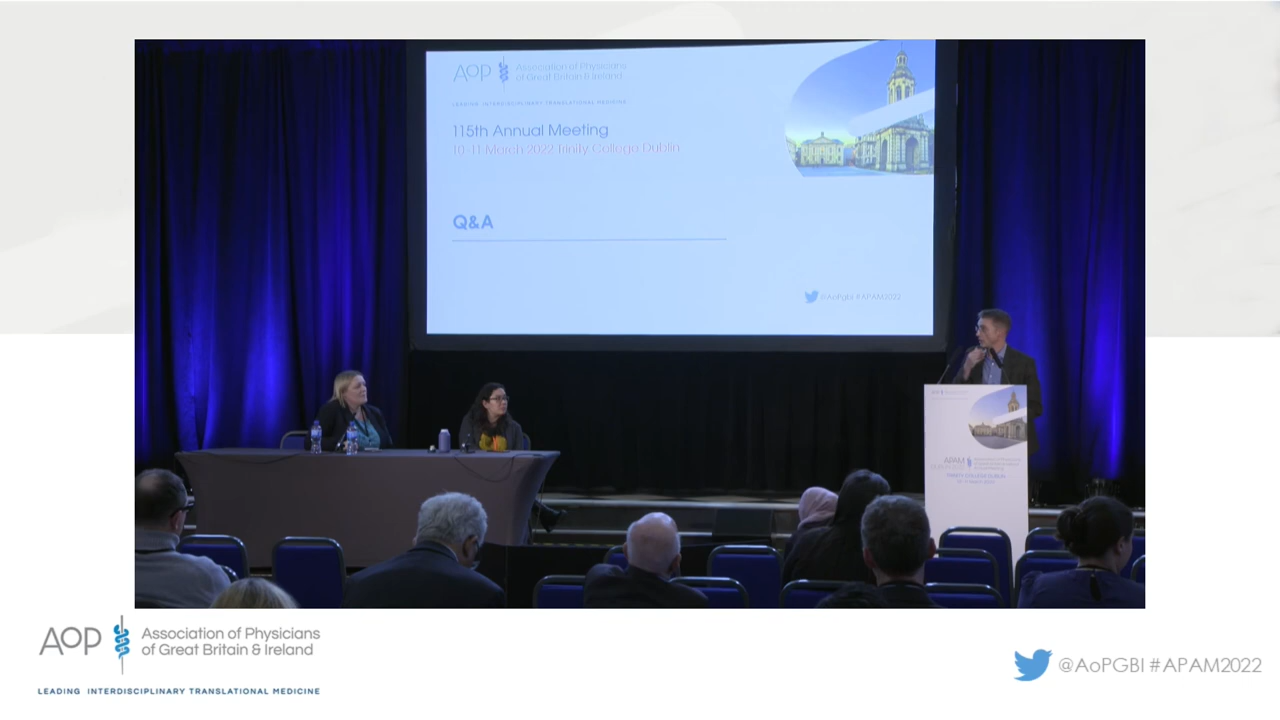 AOP
Association of Physicians
of Great Britain & Ireland
LEADING INTERDISCIPLINARY TRANSLATIONAL MEDICINE
115th Annual Meeting
10-11 March 2022 Trinity College Dublin
Q&A
@AoPGBI #APAM2022
APAM
AOP
Association of Physicians
of Great Britain & Ireland
LEADING INTERDISCIPLINARY TRANSLATIONAL MEDICINE
@AoPGBI #APAM2022